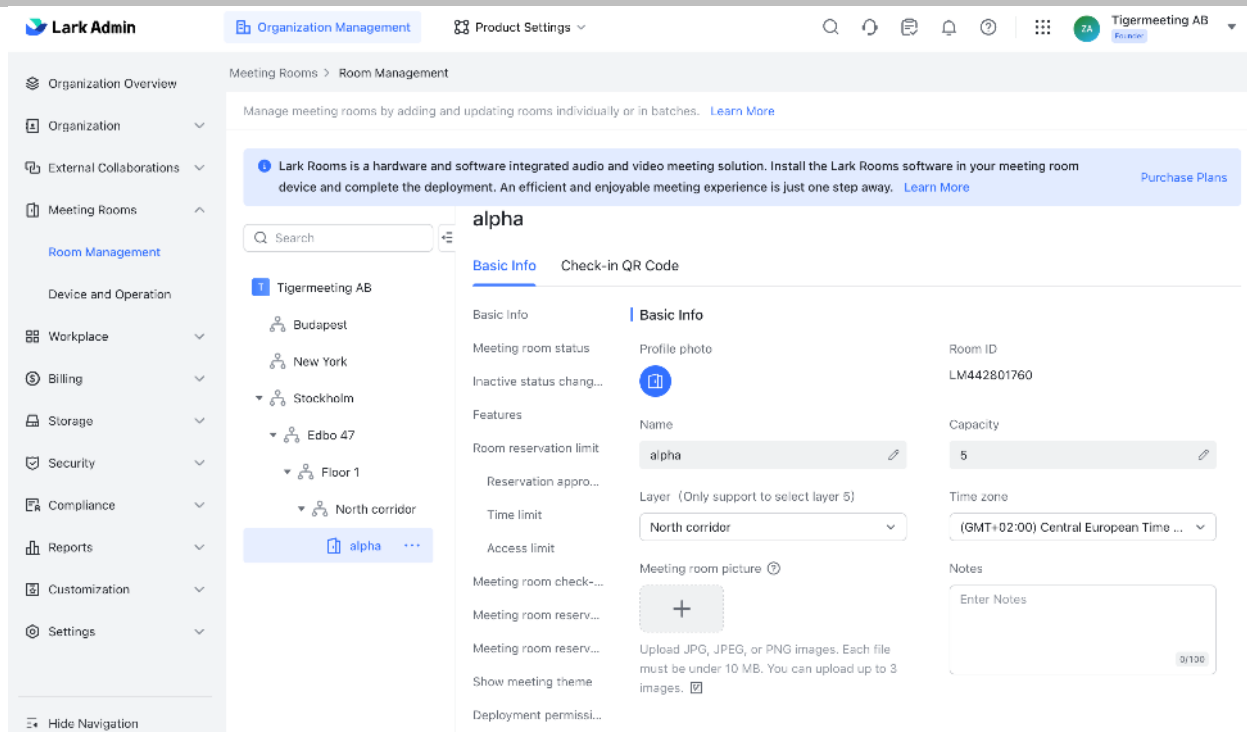 Lark Admin
Organization Management
Product Settings
ZA
Tigermeeting AB
Founder
Organization Overview
Organization
External Collaborations
Meeting Rooms
Room Management
Device and Operation
Workplace
Billing
Storage
Security
Compliance
Reports
Customization
Settings
Hide Navigation
Meeting Rooms > Room Management
Manage meeting rooms by adding and updating rooms individually or in batches. Learn More
Lark Rooms is a hardware and software integrated audio and video meeting solution. Install the Lark Rooms software in your meeting room
device and complete the deployment. An efficient and enjoyable meeting experience is just one step away. Learn More
Purchase Plans
Search
T Tigermeeting AB
Budapest
New York
Stockholm
Edbo 47
Floor 1
North corridor
alpha ...
alpha
Basic Info
Check-in QR Code
Basic Info
Meeting room status
Inactive status chang...
Features
Room reservation limit
Reservation appro...
Time limit
Access limit
Meeting room check-...
Meeting room reserv...
Meeting room reserv...
Show meeting theme
Deployment permissi...
Basic Info
Profile photo
Room ID
LM442801760
Name
alpha
Capacity
5
Layer（Only support to select layer 5)
North corridor
Time zone
(GMT+02:00) Central European Time ...
Meeting room picture
Upload JPG, JPEG, or PNG images. Each file
must be under 10 MB. You can upload up to 3
images.
Notes
Enter Notes
0/100